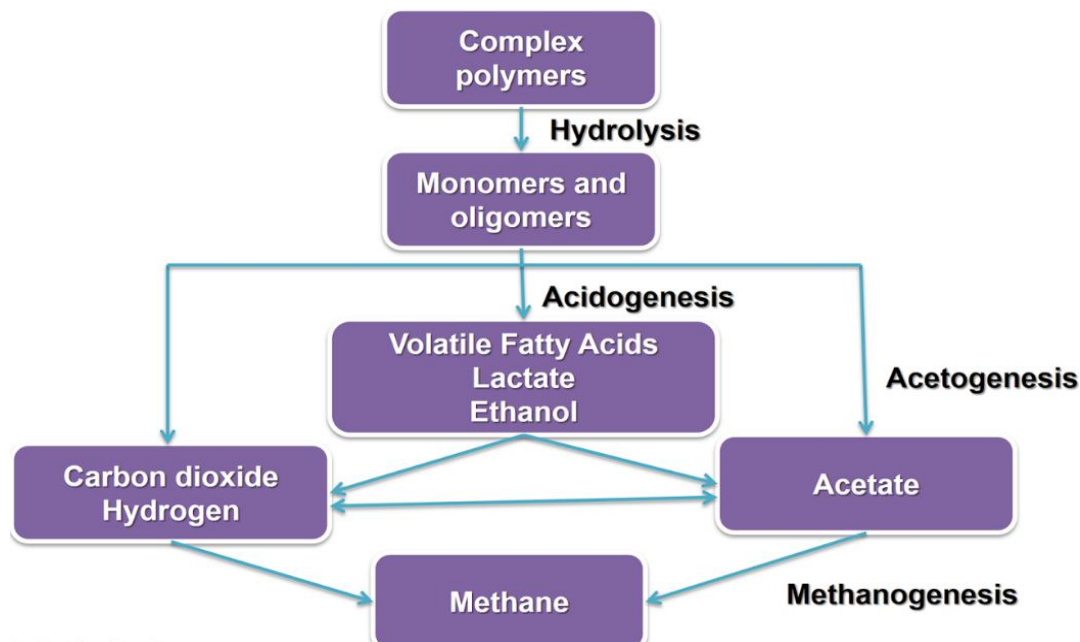 Complex
polymers
Hydrolysis
Monomers and
oligomers
Acidogenesis
Volatile Fatty Acids
Lactate
Ethanol
Acetogenesis
Carbon dioxide
Hydrogen
Acetate
Methane
Methanogenesis